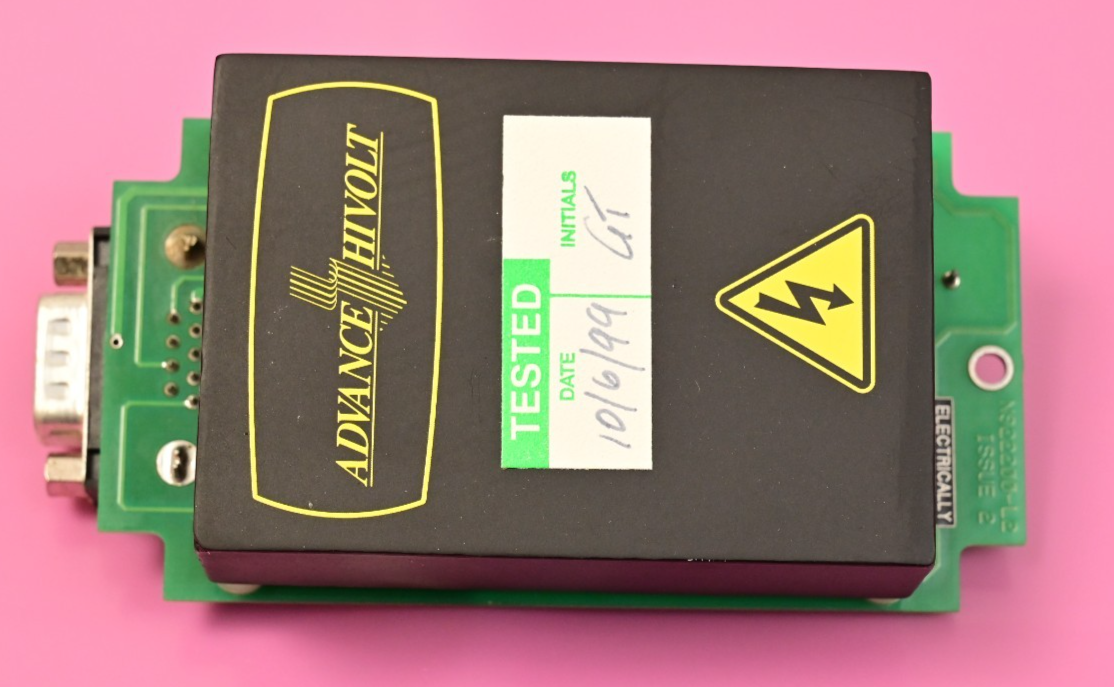 ADVANCE HIVOLT
TESTED
DATE
10/6/99
INITIALS
GT
ELECTRICALLY
ISSUE 2